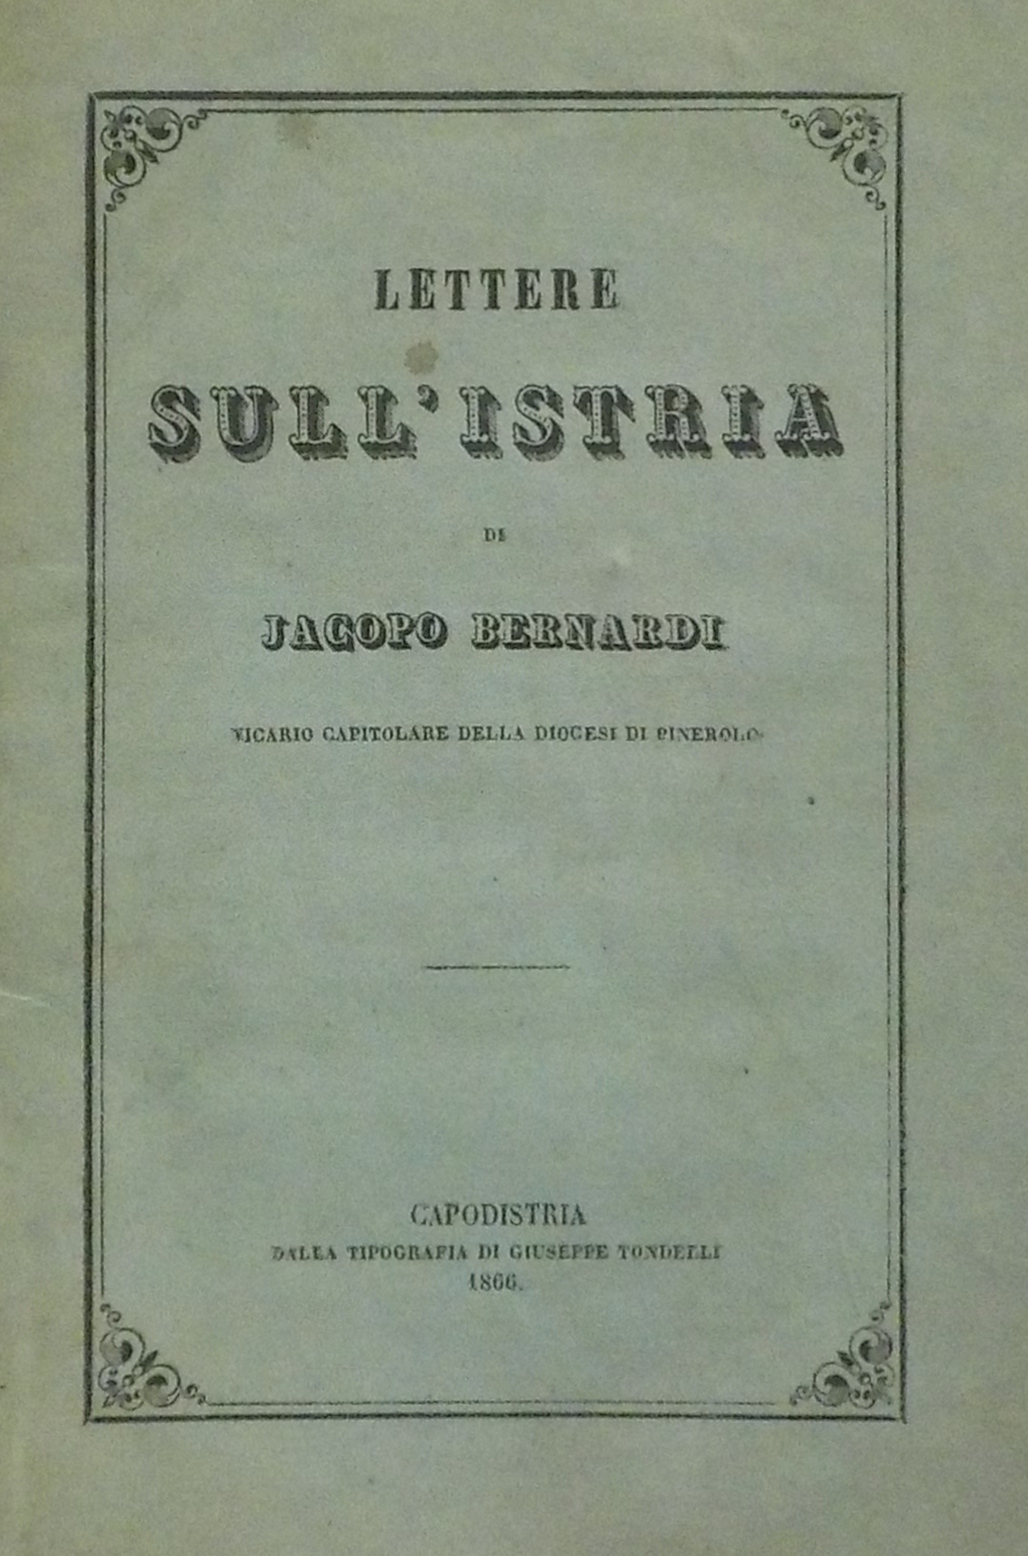 LETTERE
SULL'ISTRIA
DI
JACOPO BERNARDI
VICARIO CAPITOLARE DELLA DIOCESI DI PINEROLO
CAPODISTRIA
DALLA TIPOGRAFIA DI GIUSEPPE TONDELLI
1866.